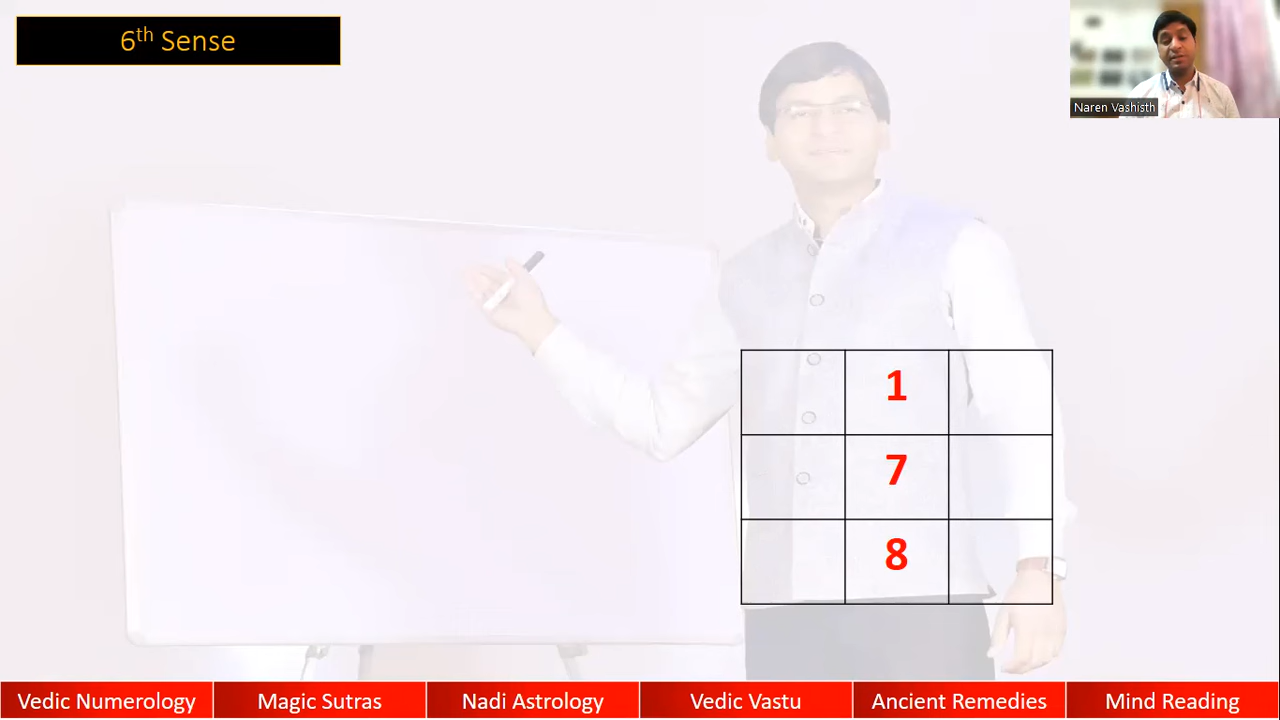 6th Sense
Naren Vashisth
1
7
8
Vedic Numerology Magic Sutras Nadi Astrology Vedic Vastu Ancient Remedies Mind Reading